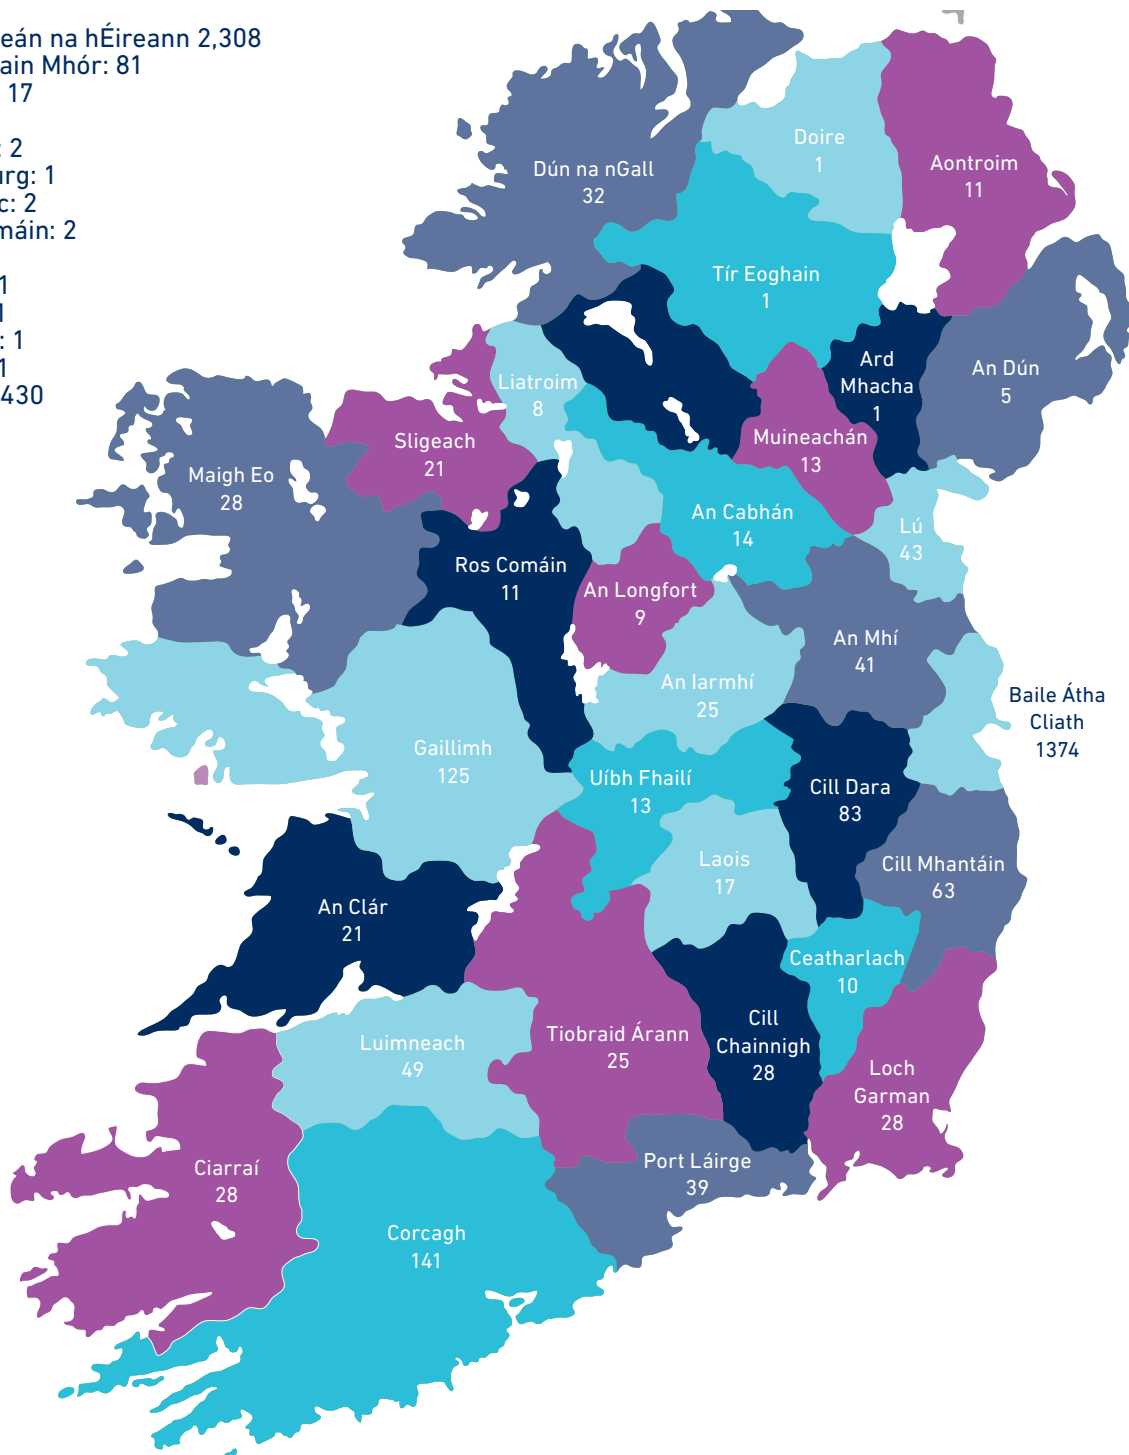 eán na hÉireann 2,308
ain Mhór: 81
17
: 2
urg: 1
c: 2
máin: 2
1
1
: 1
1
430
Doire
1
Aontroim
11
Dún na nGall
32
Tír Eoghain
1
Ard
Mhacha
1
An Dún
5
Liatroim
8
Muineachán
13
Sligeach
21
Maigh Eo
28
An Cabhán
14
Lú
43
Ros Comáin
11
An Longfort
9
An Mhí
41
An Iarmhí
25
Baile Átha
Cliath
1374
Gaillimh
125
Uíbh Fhailí
13
Cill Dara
83
Laois
17
Cill Mhantáin
63
An Clár
21
Ceatharlach
10
Luimneach
49
Tiobraid Árann
25
Cill
Chainnigh
28
Loch
Garman
28
Ciarraí
28
Port Láirge
39
Corcagh
141